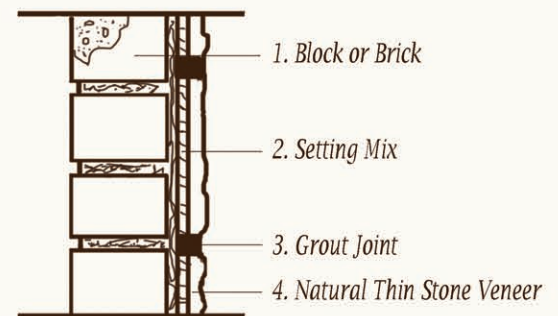 1. Block or Brick
2. Setting Mix
3. Grout Joint
4. Natural Thin Stone Veneer